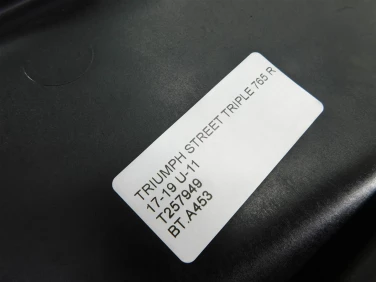 TRIUMPH STREET TRIPLE 765 R
17-19 U-11
T257949
BT.A453